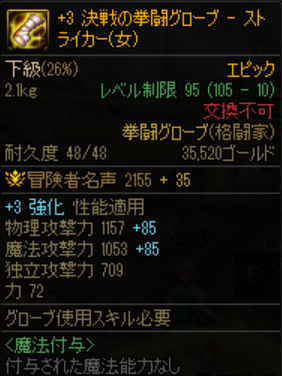 +3 決戦の拳闘グローブ - スト
ライカー(女)
下級(26%) エピック
2.1kg レベル制限 95 (105 - 10)
交換不可
拳闘グローブ(格闘家)
耐久度 48/48 35,520ゴールド
冒険者名声 2155 + 35
+3 強化 性能適用
物理攻撃力 1157 +85
魔法攻撃力 1053 +85
独立攻撃力 709
力 72
グローブ使用スキル必要
<魔法付与>
付与された魔法能力なし